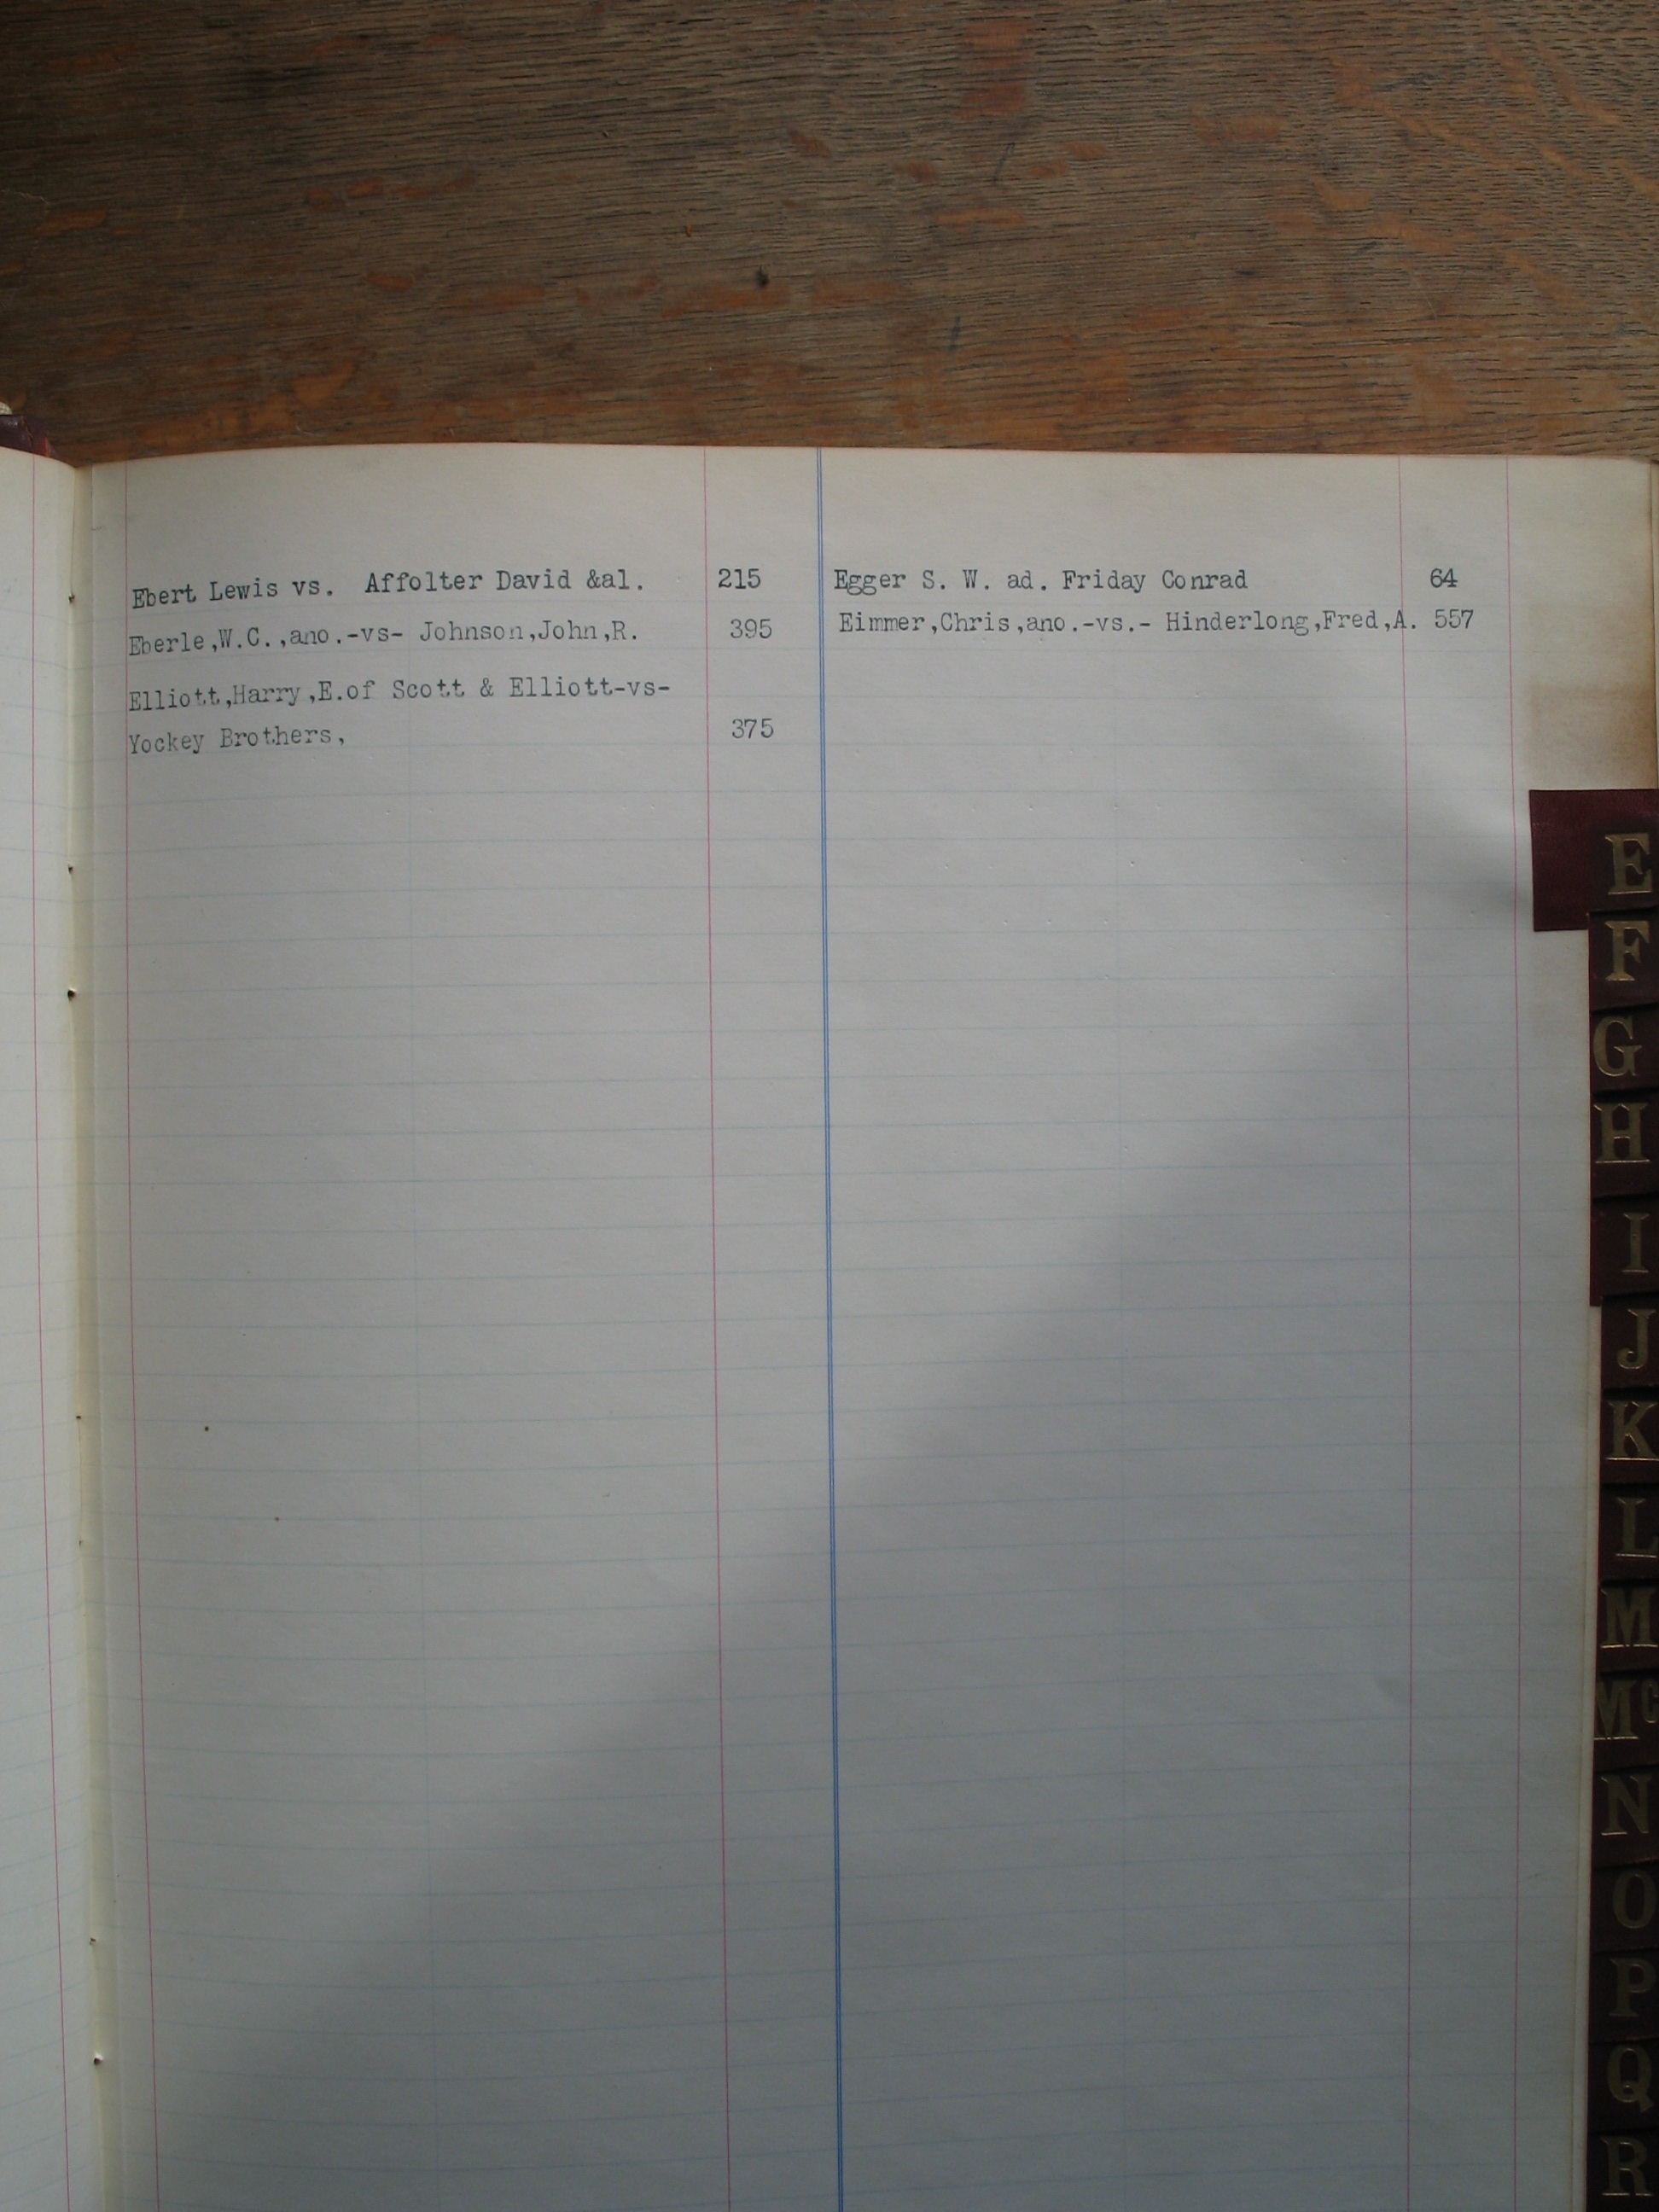 Ebert Lewis vs. Affolter David &al. 215
Eberle,W.C.,ano.-vs- Johnson,John,R. 395
Elliott,Harry,E.of Scott & Elliott-vs-
Yockey Brothers, 375
Egger S. W. ad. Friday Conrad 64
Eimmer,Chris,ano.-vs.- Hinderlong,Fred,A. 557
E
F
G
H
I
J
K
L
M
Mc
N
O
P
Q
R